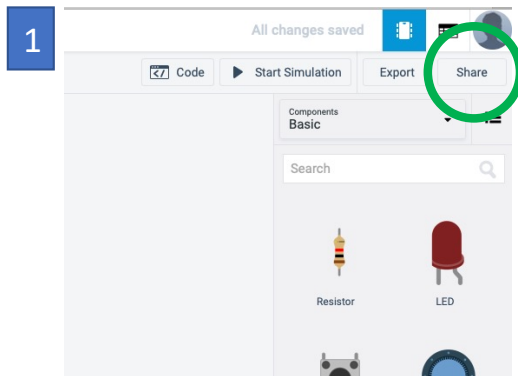 1
All changes saved
Code
Start Simulation
Export
Share
Components
Basic
Search
Resistor
LED